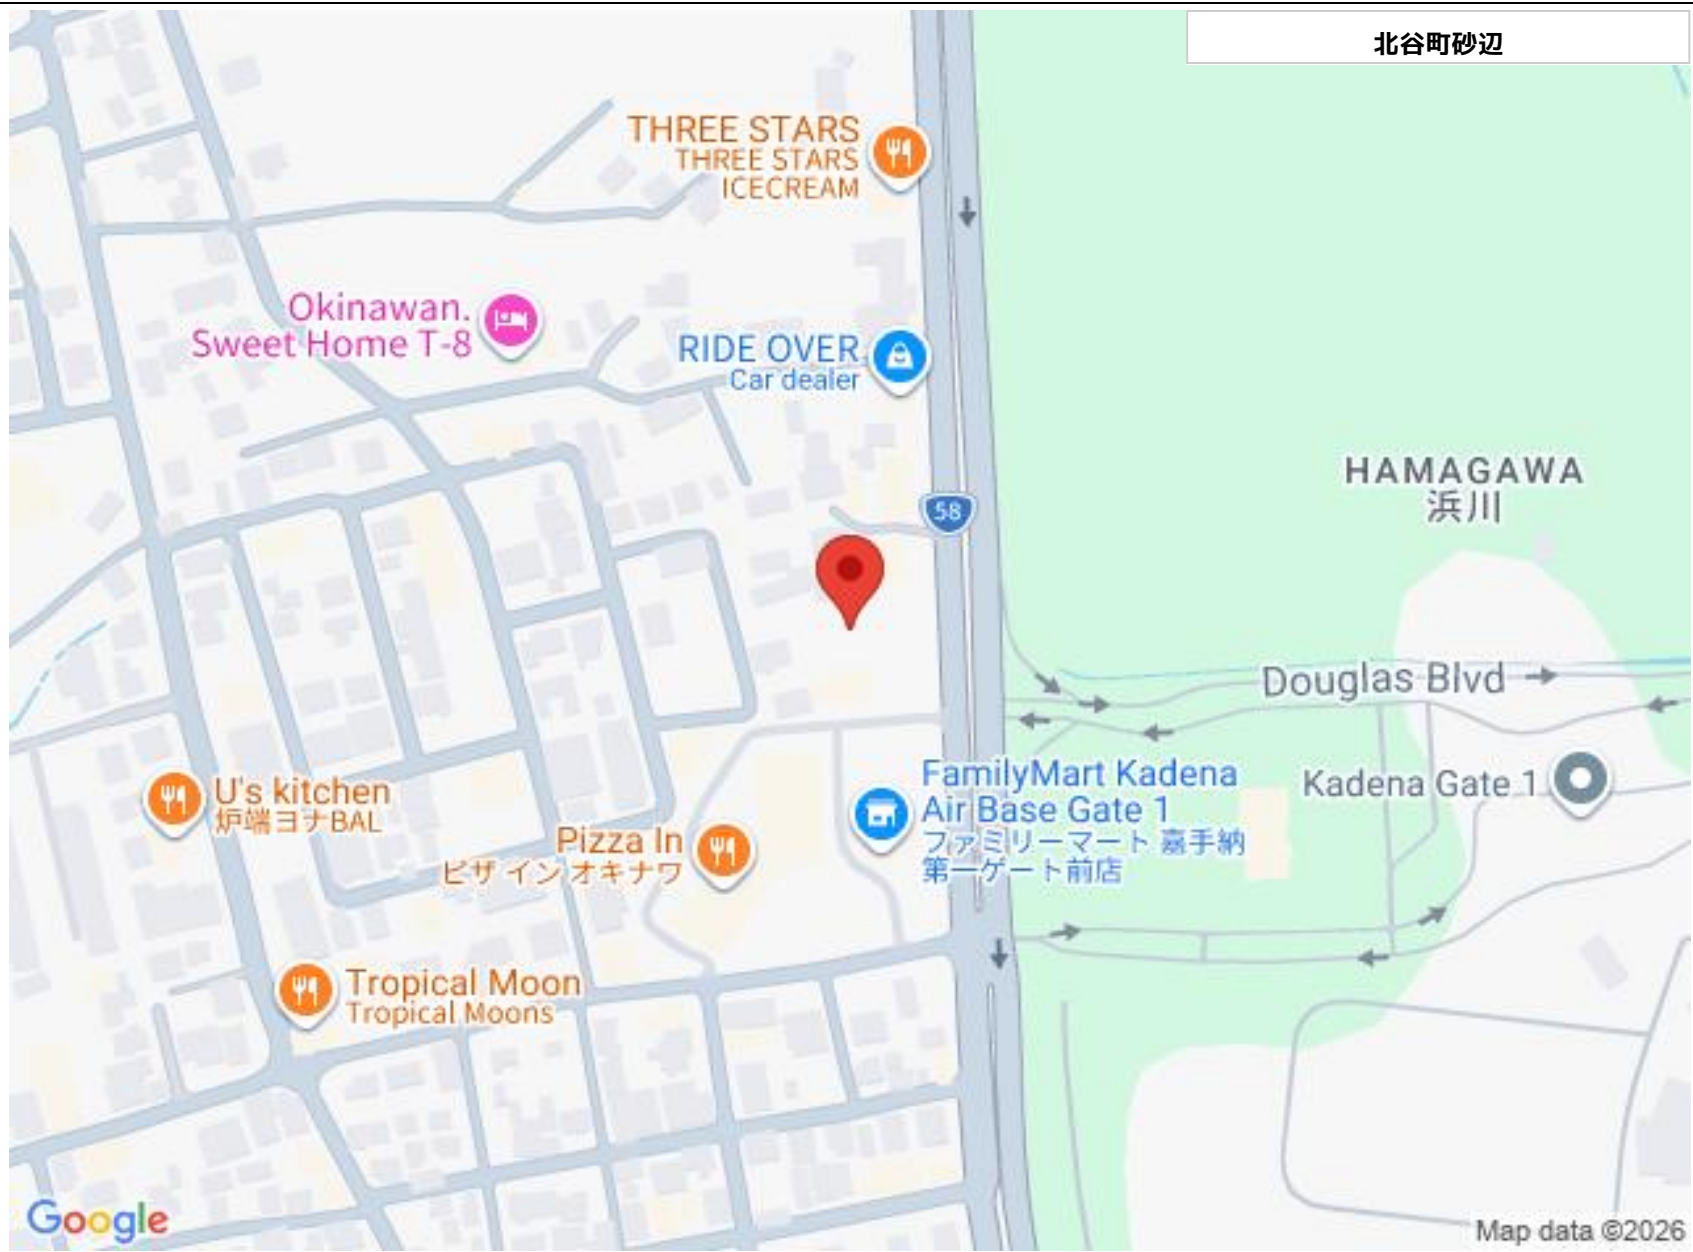 北谷町砂辺
THREE STARS
THREE STARS
ICECREAM
Okinawan.
Sweet Home T-8
RIDE OVER
Car dealer
HAMAGAWA
浜川
58
Douglas Blvd
FamilyMart Kadena
Air Base Gate 1
ファミリーマート 嘉手納
第一ゲート前店
Kadena Gate 1
U's kitchen
炉端ヨナBAL
Pizza In
ピザ イン オキナワ
Tropical Moon
Tropical Moons
Google
Map data ©2026